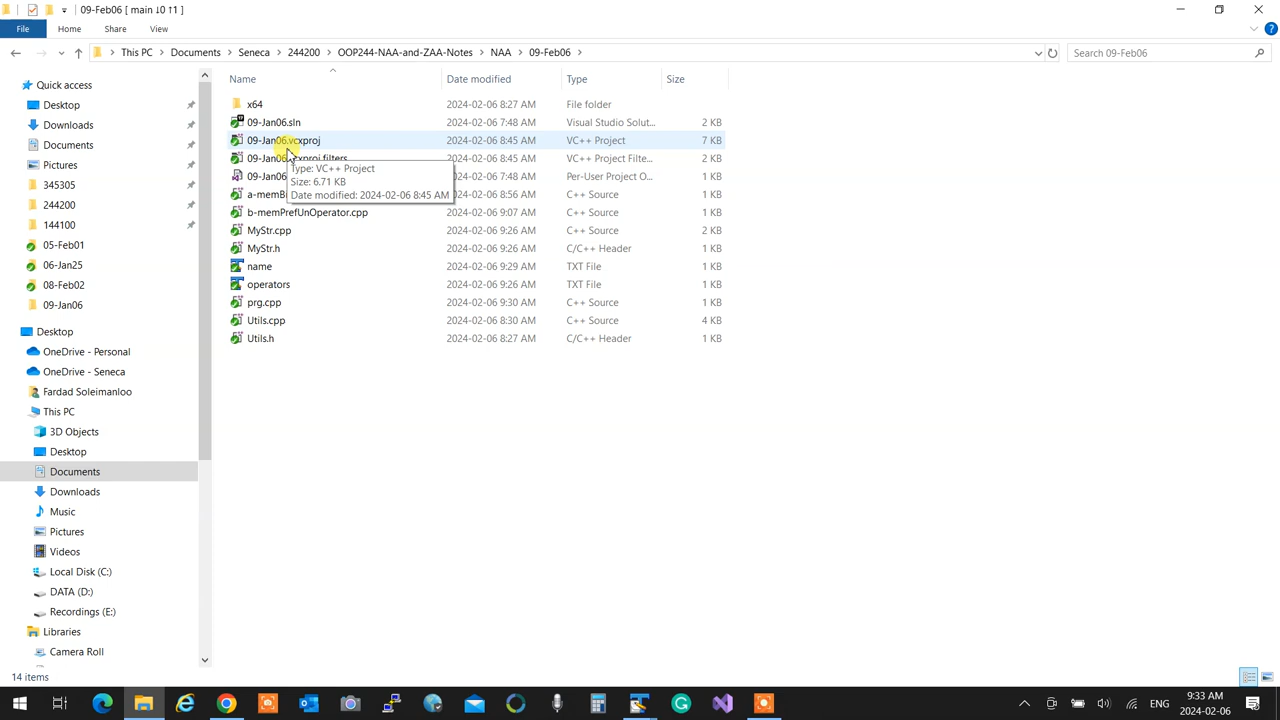 09-Feb06 [ main ↓0 ↑1 ]
File Home Share View
This PC > Documents > Seneca > 244200 > OOP244-NAA-and-ZAA-Notes > NAA > 09-Feb06 >
Search 09-Feb06
Name Date modified Type Size
x64 2024-02-06 8:27 AM File folder
09-Jan06.sln 2024-02-06 7:48 AM Visual Studio Solut... 2 KB
09-Jan06.vcxproj 2024-02-06 8:45 AM VC++ Project 7 KB
09-Jan06.vcxproj.filters 2024-02-06 8:45 AM VC++ Project Filte... 2 KB
09-Jan06 2024-02-06 7:48 AM Per-User Project O... 1 KB
Type: VC++ Project
Size: 6.71 KB
Date modified: 2024-02-06 8:45 AM
a-memB 2024-02-06 8:56 AM C++ Source 1 KB
b-memPrefUnOperator.cpp 2024-02-06 9:07 AM C++ Source 1 KB
MyStr.cpp 2024-02-06 9:26 AM C++ Source 2 KB
MyStr.h 2024-02-06 9:26 AM C/C++ Header 1 KB
name 2024-02-06 9:29 AM TXT File 1 KB
operators 2024-02-06 9:26 AM TXT File 1 KB
prg.cpp 2024-02-06 9:30 AM C++ Source 1 KB
Utils.cpp 2024-02-06 8:30 AM C++ Source 4 KB
Utils.h 2024-02-06 8:27 AM C/C++ Header 1 KB
Quick access
Desktop
Downloads
Documents
Pictures
345305
244200
144100
05-Feb01
06-Jan25
08-Feb02
09-Jan06
Desktop
OneDrive - Personal
OneDrive - Seneca
Fardad Soleimanloo
This PC
3D Objects
Desktop
Documents
Downloads
Music
Pictures
Videos
Local Disk (C:)
DATA (D:)
Recordings (E:)
Libraries
Camera Roll
14 items
ENG
9:33 AM
2024-02-06